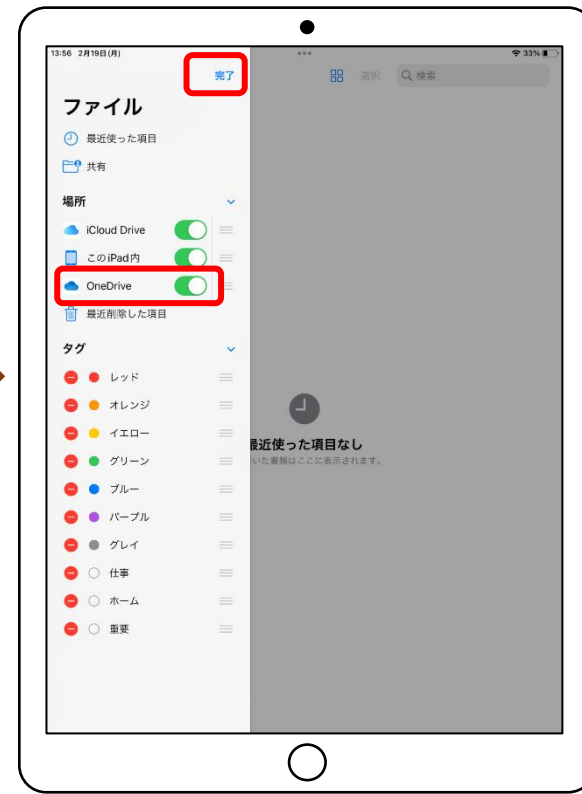 13:56 2月19日(月)
33%
完了
選択
検索
ファイル
最近使った項目
共有
場所
iCloud Drive
このiPad内
OneDrive
最近削除した項目
タグ
レッド
オレンジ
イエロー
グリーン
ブルー
パープル
グレイ
仕事
ホーム
重要
最近使った項目なし
いた書類はここに表示されます。